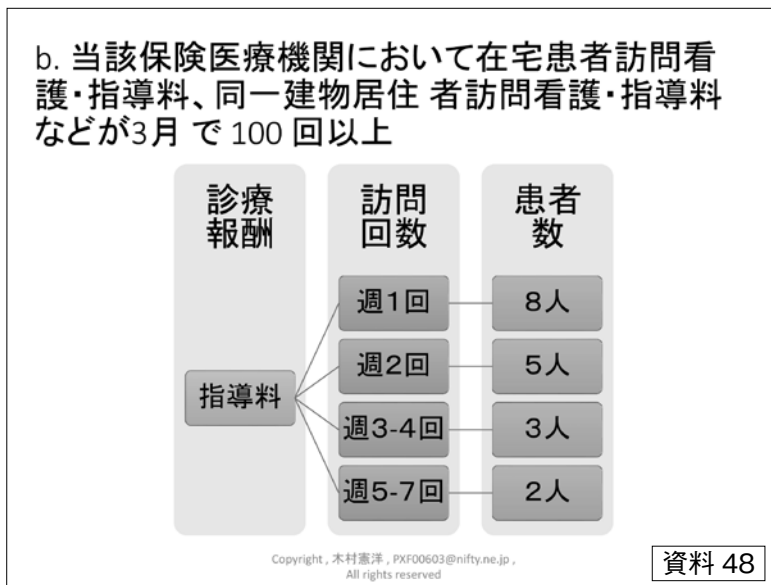 b. 当該保険医療機関において在宅患者訪問看
護・指導料、同一建物居住 者訪問看護・指導料
などが3月 で 100 回以上
診療
報酬
訪問
回数
患者
数
指導料
週1回
8人
週2回
5人
週3-4回
3人
週5-7回
2人
Copyright , 木村憲洋 , PXF00603@nifty.ne.jp ,
All rights reserved
資料 48